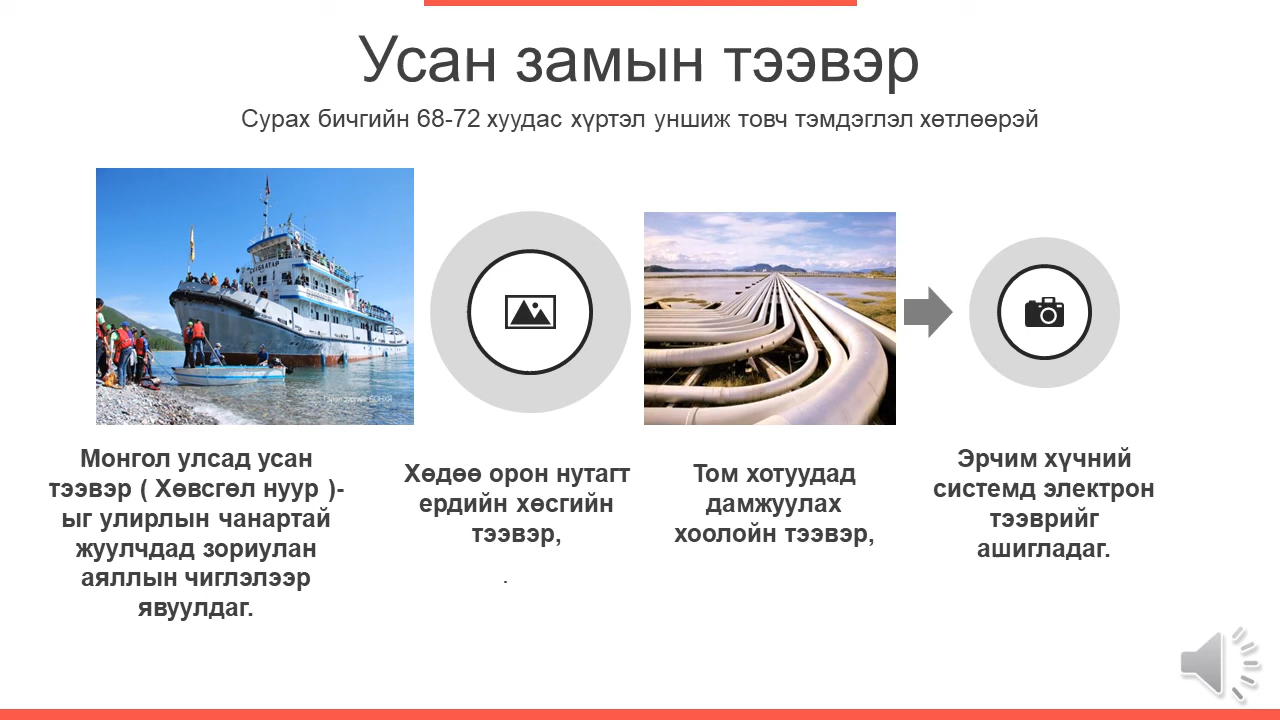 Усан замын тээвэр
Сурах бичгийн 68-72 хуудас хүртэл уншиж товч тэмдэглэл хөтлөөрэй
Монгол улсад усан
тээвэр ( Хөвсгөл нуур )-
ыг улирлын чанартай
жуулчдад зориулан
аяллын чиглэлээр
явуулдаг.
Хөдөө орон нутагт
ердийн хөсгийн
тээвэр,
.
Том хотуудад
дамжуулах
хоолойн тээвэр,
Эрчим хүчний
системд электрон
тээврийг
ашигладаг.